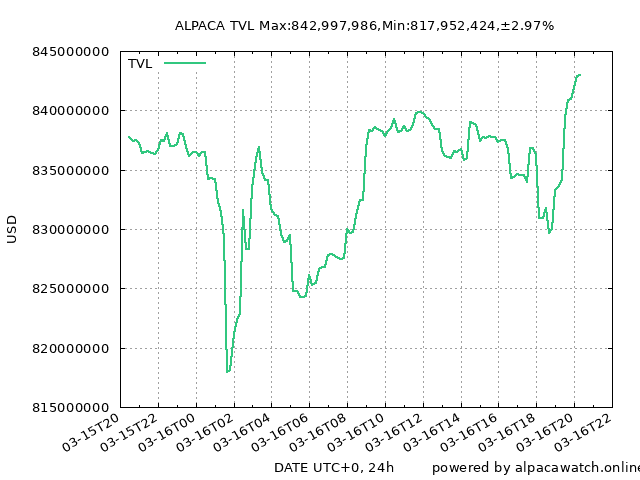 ALPACA TVL Max:842,997,986,Min:817,952,424,±2.97%
TVL
845000000
840000000
835000000
830000000
825000000
820000000
815000000
USD
03-15T20
03-15T22
03-16T00
03-16T02
03-16T04
03-16T06
03-16T08
03-16T10
03-16T12
03-16T14
03-16T16
03-16T18
03-16T20
03-16T22
DATE UTC+0, 24h
powered by alpacawatch.online